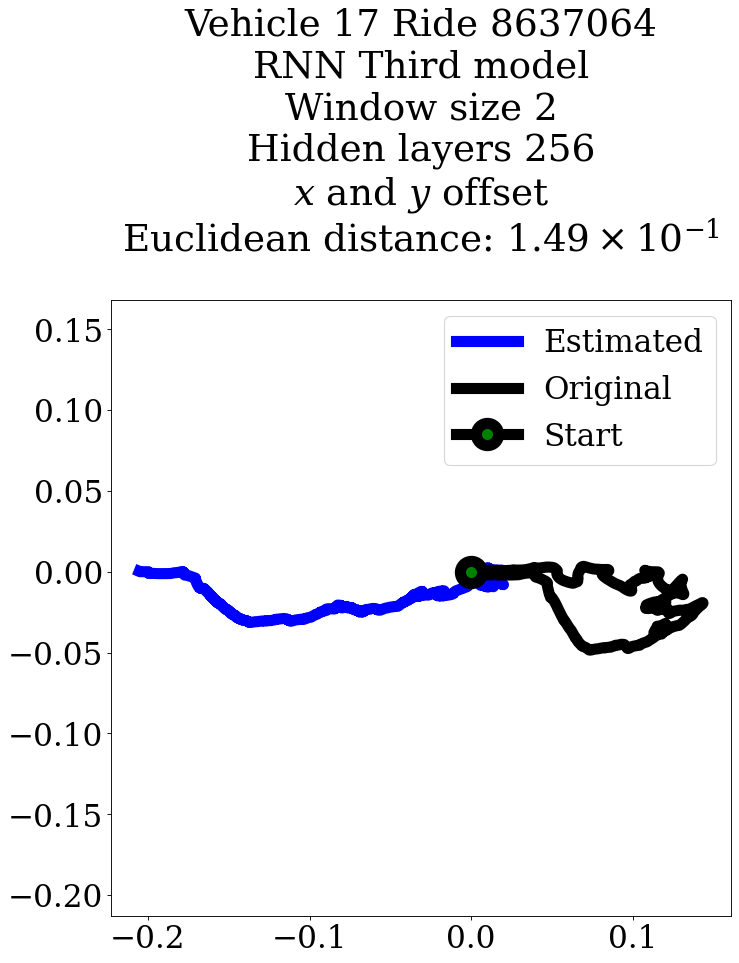 Vehicle 17 Ride 8637064
RNN Third model
Window size 2
Hidden layers 256
x and y offset
Euclidean distance: 1.49 × 10⁻¹
Estimated
Original
Start
0.15
0.10
0.05
0.00
−0.05
−0.10
−0.15
−0.20
−0.2 −0.1 0.0 0.1